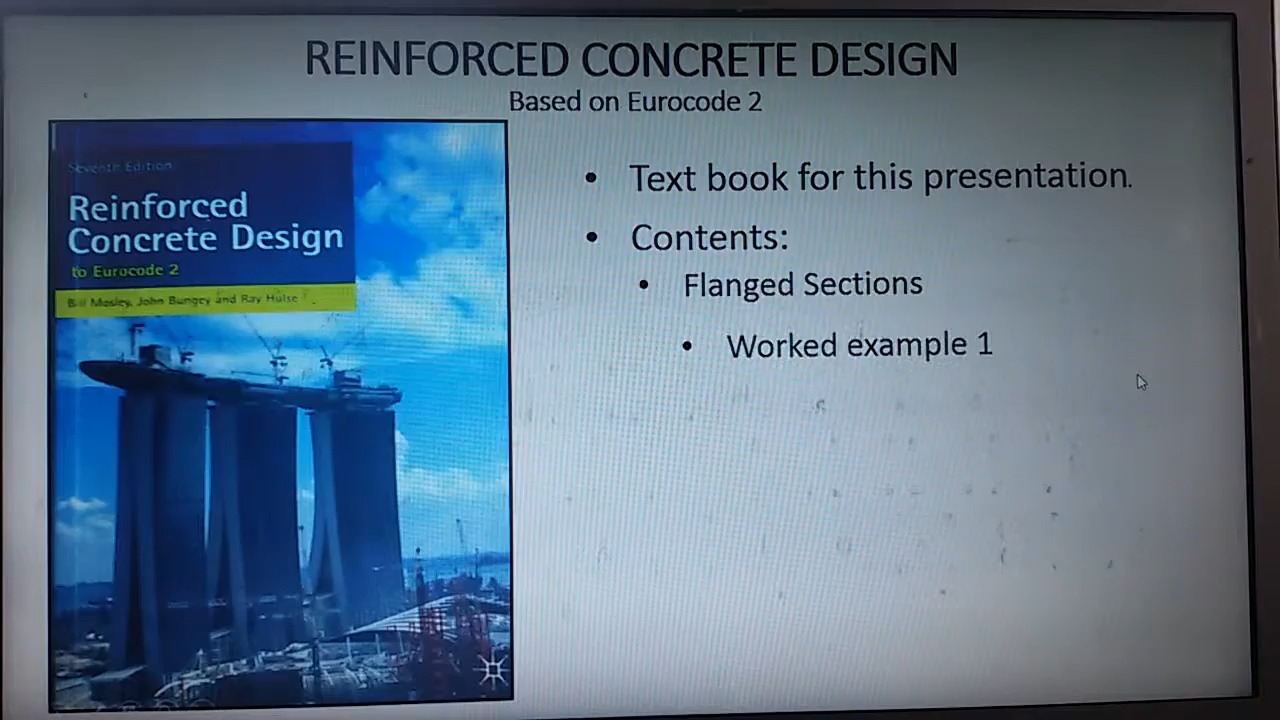 REINFORCED CONCRETE DESIGN
Based on Eurocode 2
Seventh Edition
Reinforced
Concrete Design
to Eurocode 2
Bill Mosley, John Bungey and Ray Hulse
• Text book for this presentation.
• Contents:
• Flanged Sections
• Worked example 1